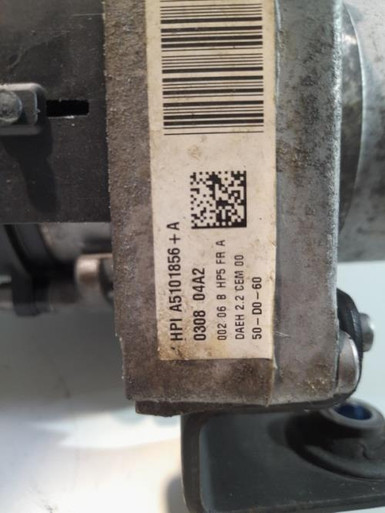 HPI A5101856+A
0308 04A2
002 06 B HP5 FR A
DAEH 2.2 CEM 00
50-D0-60